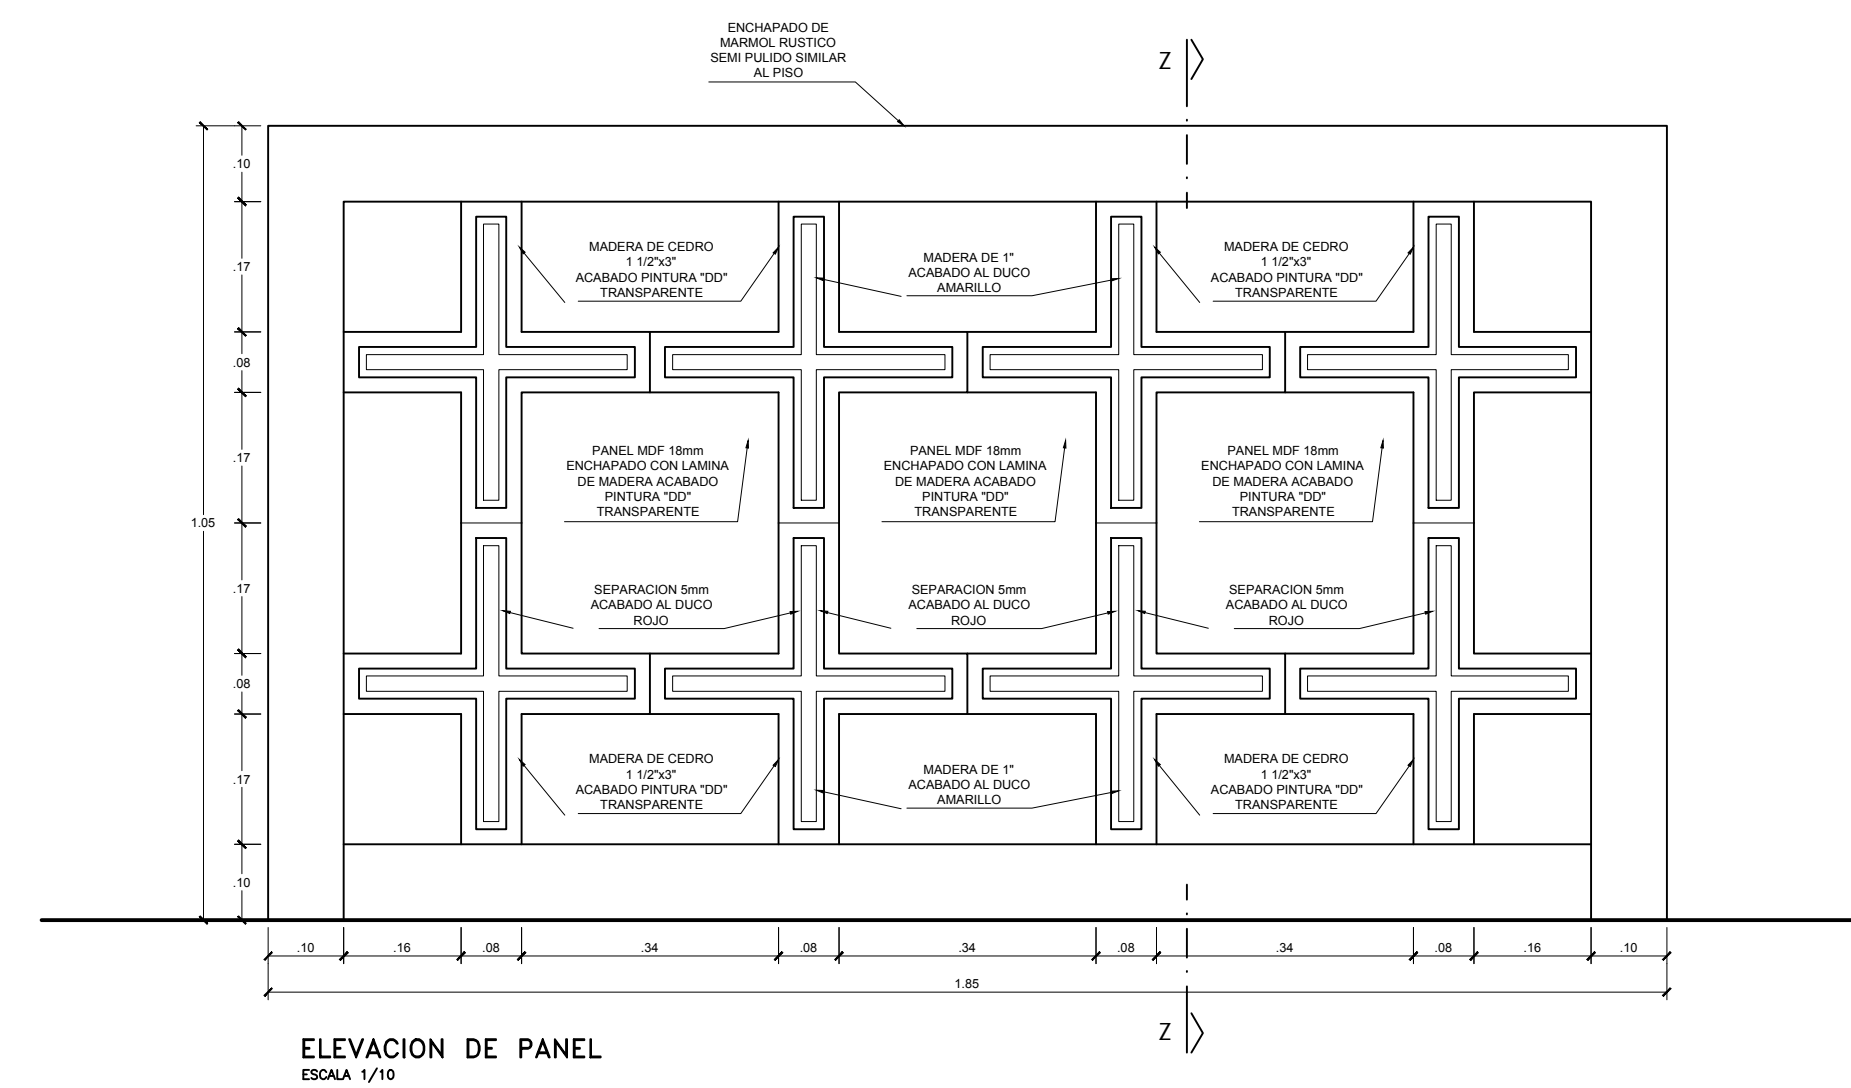 ENCHAPADO DE
MARMOL RUSTICO
SEMI PULIDO SIMILAR
AL PISO
Z
.10
.17
.08
.17
1.05
.17
.08
.17
.10
MADERA DE CEDRO
1 1/2"x3"
ACABADO PINTURA "DD"
TRANSPARENTE
MADERA DE 1"
ACABADO AL DUCO
AMARILLO
MADERA DE CEDRO
1 1/2"x3"
ACABADO PINTURA "DD"
TRANSPARENTE
PANEL MDF 18mm
ENCHAPADO CON LAMINA
DE MADERA ACABADO
PINTURA "DD"
TRANSPARENTE
PANEL MDF 18mm
ENCHAPADO CON LAMINA
DE MADERA ACABADO
PINTURA "DD"
TRANSPARENTE
PANEL MDF 18mm
ENCHAPADO CON LAMINA
DE MADERA ACABADO
PINTURA "DD"
TRANSPARENTE
SEPARACION 5mm
ACABADO AL DUCO
ROJO
SEPARACION 5mm
ACABADO AL DUCO
ROJO
SEPARACION 5mm
ACABADO AL DUCO
ROJO
MADERA DE CEDRO
1 1/2"x3"
ACABADO PINTURA "DD"
TRANSPARENTE
MADERA DE 1"
ACABADO AL DUCO
AMARILLO
MADERA DE CEDRO
1 1/2"x3"
ACABADO PINTURA "DD"
TRANSPARENTE
.10 .16 .08 .34 .08 .34 .08 .34 .08 .16 .10
1.85
Z
ELEVACION DE PANEL
ESCALA 1/10